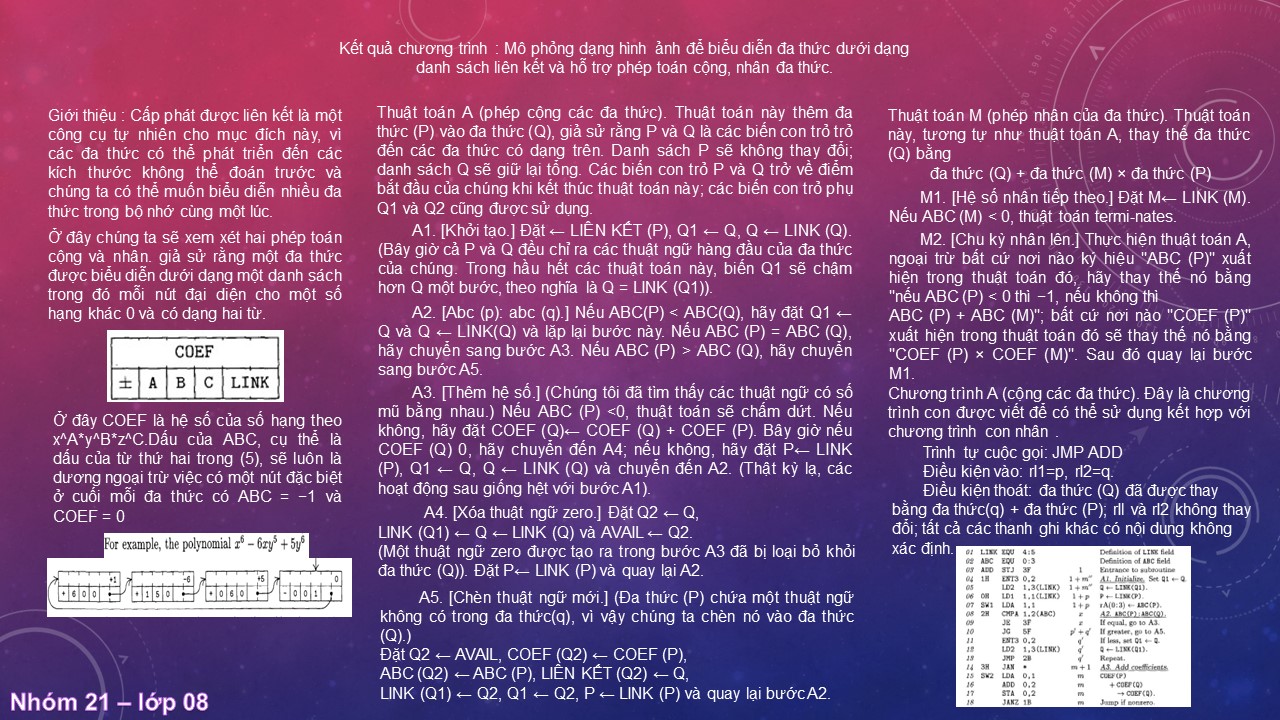 Kết quả chương trình : Mô phỏng dạng hình ảnh để biểu diễn đa thức dưới dạng
danh sách liên kết và hỗ trợ phép toán cộng, nhân đa thức.
Giới thiệu : Cấp phát được liên kết là một
công cụ tự nhiên cho mục đích này, vì
các đa thức có thể phát triển đến các
kích thước không thể đoán trước và
chúng ta có thể muốn biểu diễn nhiều đa
thức trong bộ nhớ cùng một lúc.
Ở đây chúng ta sẽ xem xét hai phép toán
cộng và nhân. giả sử rằng một đa thức
được biểu diễn dưới dạng một danh sách
trong đó mỗi nút đại diện cho một số
hạng khác 0 và có dạng hai từ.
COEF
± A B C LINK
Ở đây COEF là hệ số của số hạng theo
x^A*y^B*z^C.Dấu của ABC, cụ thể là
dấu của từ thứ hai trong (5), sẽ luôn là
dương ngoại trừ việc có một nút đặc biệt
ở cuối mỗi đa thức có ABC = −1 và
COEF = 0
For example, the polynomial x⁶ − 6xy⁵ + 5y⁶
+1 −6 +5 0
+ 6 0 0 + 1 5 0 + 0 6 0 − 0 0 1
Thuật toán A (phép cộng các đa thức). Thuật toán này thêm đa
thức (P) vào đa thức (Q), giả sử rằng P và Q là các biến con trỏ trỏ
đến các đa thức có dạng trên. Danh sách P sẽ không thay đổi;
danh sách Q sẽ giữ lại tổng. Các biến con trỏ P và Q trở về điểm
bắt đầu của chúng khi kết thúc thuật toán này; các biến con trỏ phụ
Q1 và Q2 cũng được sử dụng.
A1. [Khởi tạo.] Đặt ← LIÊN KẾT (P), Q1 ← Q, Q ← LINK (Q).
(Bây giờ cả P và Q đều chỉ ra các thuật ngữ hàng đầu của đa thức
của chúng. Trong hầu hết các thuật toán này, biến Q1 sẽ chậm
hơn Q một bước, theo nghĩa là Q = LINK (Q1)).
A2. [Abc (p): abc (q).] Nếu ABC(P) < ABC(Q), hãy đặt Q1 ←
Q và Q ← LINK(Q) và lặp lại bước này. Nếu ABC (P) = ABC (Q),
hãy chuyển sang bước A3. Nếu ABC (P) > ABC (Q), hãy chuyển
sang bước A5.
A3. [Thêm hệ số.] (Chúng tôi đã tìm thấy các thuật ngữ có số
mũ bằng nhau.) Nếu ABC (P) <0, thuật toán sẽ chấm dứt. Nếu
không, hãy đặt COEF (Q)← COEF (Q) + COEF (P). Bây giờ nếu
COEF (Q) 0, hãy chuyển đến A4; nếu không, hãy đặt P← LINK
(P), Q1 ← Q, Q ← LINK (Q) và chuyển đến A2. (Thật kỳ lạ, các
hoạt động sau giống hệt với bước A1).
A4. [Xóa thuật ngữ zero.] Đặt Q2 ← Q,
LINK (Q1) ← Q ← LINK (Q) và AVAIL ← Q2.
(Một thuật ngữ zero được tạo ra trong bước A3 đã bị loại bỏ khỏi
đa thức (Q)). Đặt P← LINK (P) và quay lại A2.
A5. [Chèn thuật ngữ mới.] (Đa thức (P) chứa một thuật ngữ
không có trong đa thức(q), vì vậy chúng ta chèn nó vào đa thức
(Q).)
Đặt Q2 ← AVAIL, COEF (Q2) ← COEF (P),
ABC (Q2) ← ABC (P), LIÊN KẾT (Q2) ← Q,
LINK (Q1) ← Q2, Q1 ← Q2, P ← LINK (P) và quay lại bước A2.
Thuật toán M (phép nhân của đa thức). Thuật toán
này, tương tự như thuật toán A, thay thế đa thức
(Q) bằng
đa thức (Q) + đa thức (M) × đa thức (P)
M1. [Hệ số nhân tiếp theo.] Đặt M← LINK (M).
Nếu ABC (M) < 0, thuật toán termi-nates.
M2. [Chu kỳ nhân lên.] Thực hiện thuật toán A,
ngoại trừ bất cứ nơi nào ký hiệu "ABC (P)" xuất
hiện trong thuật toán đó, hãy thay thế nó bằng
"nếu ABC (P) < 0 thì −1, nếu không thì
ABC (P) + ABC (M)"; bất cứ nơi nào "COEF (P)"
xuất hiện trong thuật toán đó sẽ thay thế nó bằng
"COEF (P) × COEF (M)". Sau đó quay lại bước
M1.
Chương trình A (cộng các đa thức). Đây là chương
trình con được viết để có thể sử dụng kết hợp với
chương trình con nhân .
Trình tự cuộc gọi: JMP ADD
Điều kiện vào: rI1=p, rI2=q.
Điều kiện thoát: đa thức (Q) đã được thay
bằng đa thức(q) + đa thức (P); rII và rI2 không thay
đổi; tất cả các thanh ghi khác có nội dung không
xác định.
01 LINK EQU 4:5 Definition of LINK field
02 ABC EQU 0:3 Definition of ABC field
03 ADD STJ 3F 1 Entrance to subroutine
04 1H ENT3 0,2 1 + m″ A1. Initialize. Set Q1 ← Q.
05 LD2 1,3(LINK) 1 + m″ Q ← LINK(Q1).
06 0H LD1 1,1(LINK) 1 + p P ← LINK(P).
07 SW1 LDA 1,1 1 + p rA(0:3) ← ABC(P).
08 2H CMPA 1,2(ABC) x A2. ABC(P):ABC(Q).
09 JE 3F x If equal, go to A3.
10 JG 5F p′ + q′ If greater, go to A5.
11 ENT3 0,2 q′ If less, set Q1 ← Q.
12 LD2 1,3(LINK) q′ Q ← LINK(Q1).
13 JMP 2B q′ Repeat.
14 3H JAN * m + 1 A3. Add coefficients.
15 SW2 LDA 0,1 m COEF(P)
16 ADD 0,2 m + COEF(Q)
17 STA 0,2 m → COEF(Q).
18 JANZ 1B m Jump if nonzero.
Nhóm 21 – lớp 08